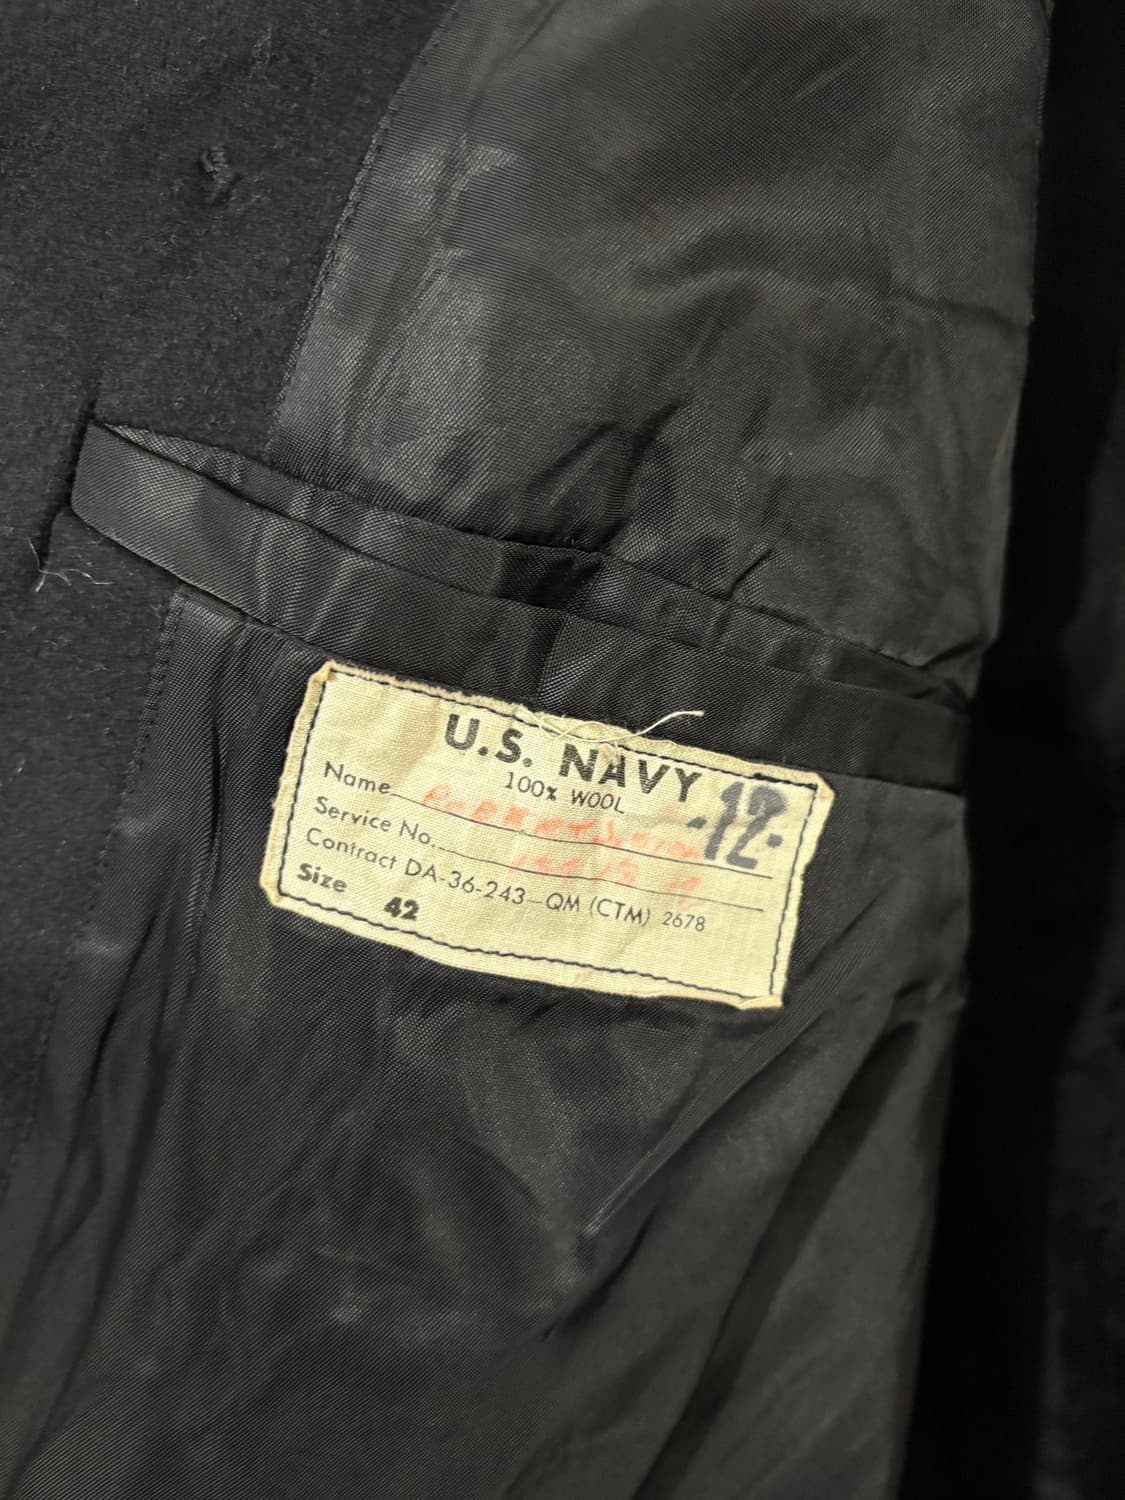 U.S. NAVY
100% WOOL
-12-
Name
Service No.
Contract DA-36-243-QM (CTM) 2678
Size 42